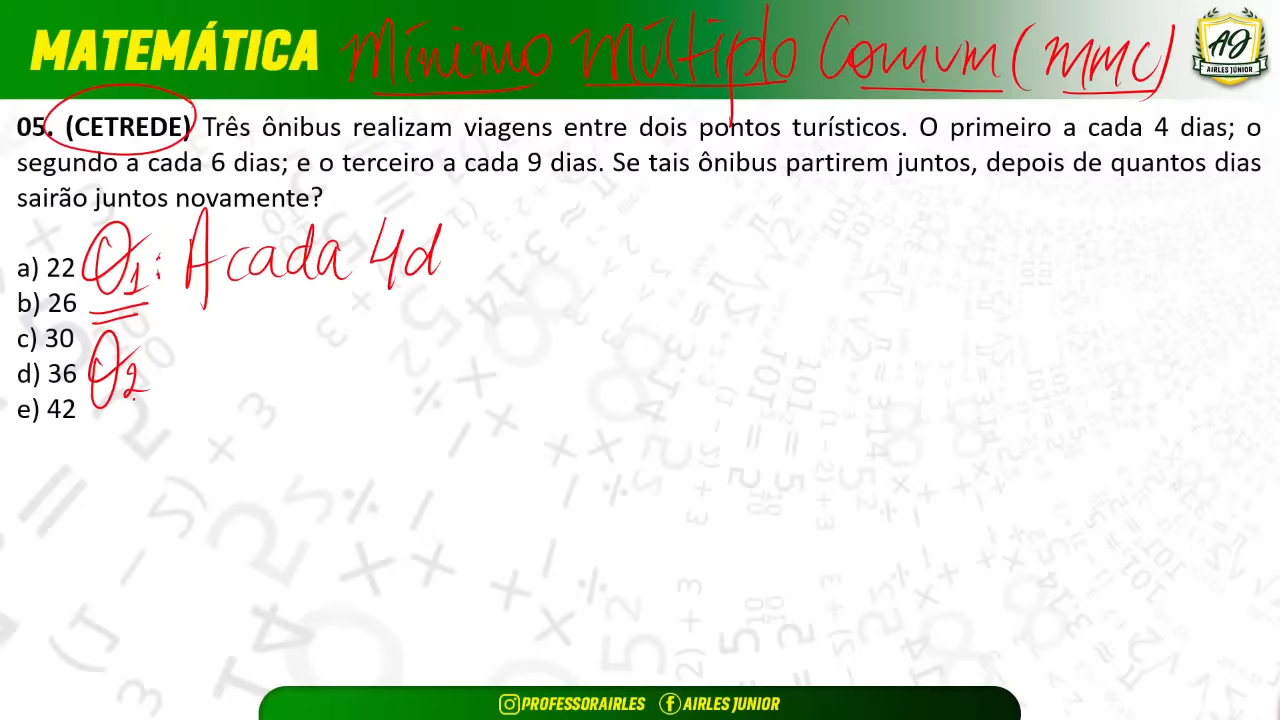 MATEMÁTICA Mínimo Múltiplo Comum (MMC)
AJ
AIRLES JÚNIOR
05. (CETREDE) Três ônibus realizam viagens entre dois pontos turísticos. O primeiro a cada 4 dias; o
segundo a cada 6 dias; e o terceiro a cada 9 dias. Se tais ônibus partirem juntos, depois de quantos dias
sairão juntos novamente?
a) 22 O1: A cada 4d
b) 26
c) 30
d) 36 O2
e) 42
PROFESSORAIRLES AIRLES JUNIOR